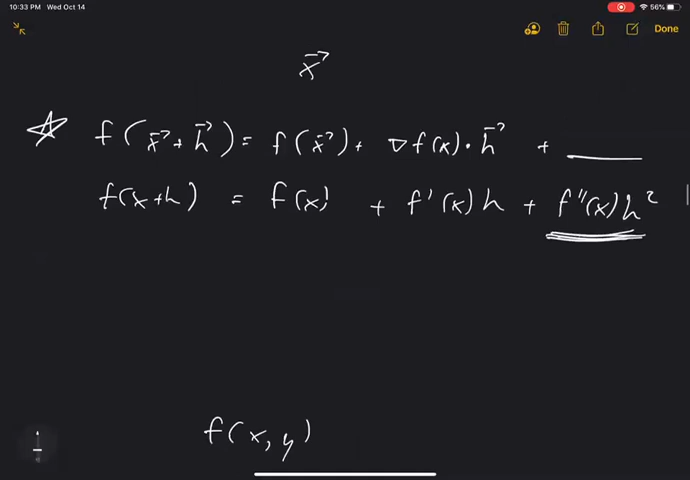 10:33 PM Wed Oct 14 56%
Done
x⃗
☆ f(x⃗+h⃗) = f(x⃗) + ∇f(x)·h⃗ + ____
f(x+h) = f(x) + f'(x)h + f''(x)h²
f(x,y)